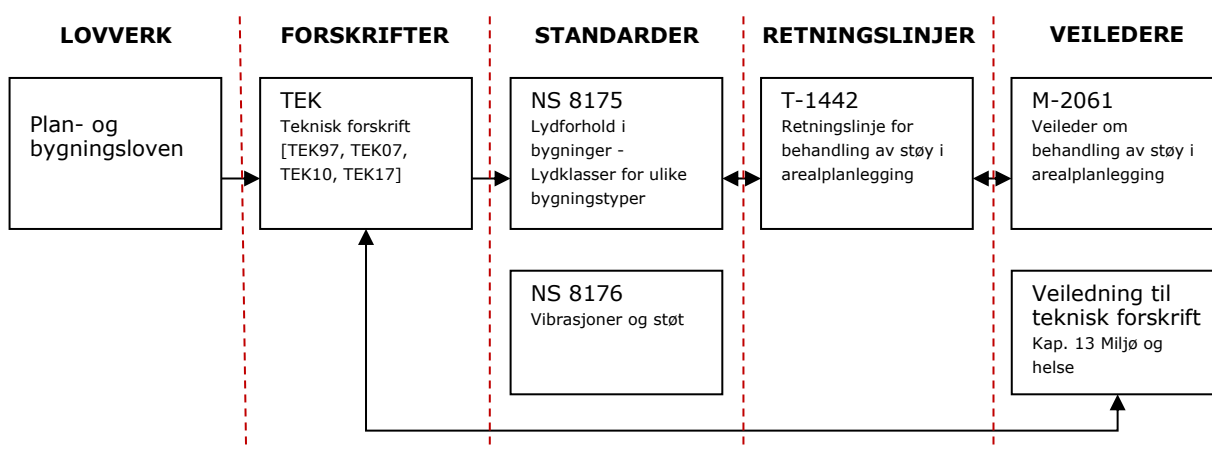 LOVVERK
FORSKRIFTER
STANDARDER
RETNINGSLINJER
VEILEDERE
Plan- og
bygningsloven
TEK
Teknisk forskrift
[TEK97, TEK07,
TEK10, TEK17]
NS 8175
Lydforhold i
bygninger -
Lydklasser for ulike
bygningstyper
T-1442
Retningslinje for
behandling av støy i
arealplanlegging
M-2061
Veileder om
behandling av støy i
arealplanlegging
NS 8176
Vibrasjoner og støt
Veiledning til
teknisk forskrift
Kap. 13 Miljø og
helse